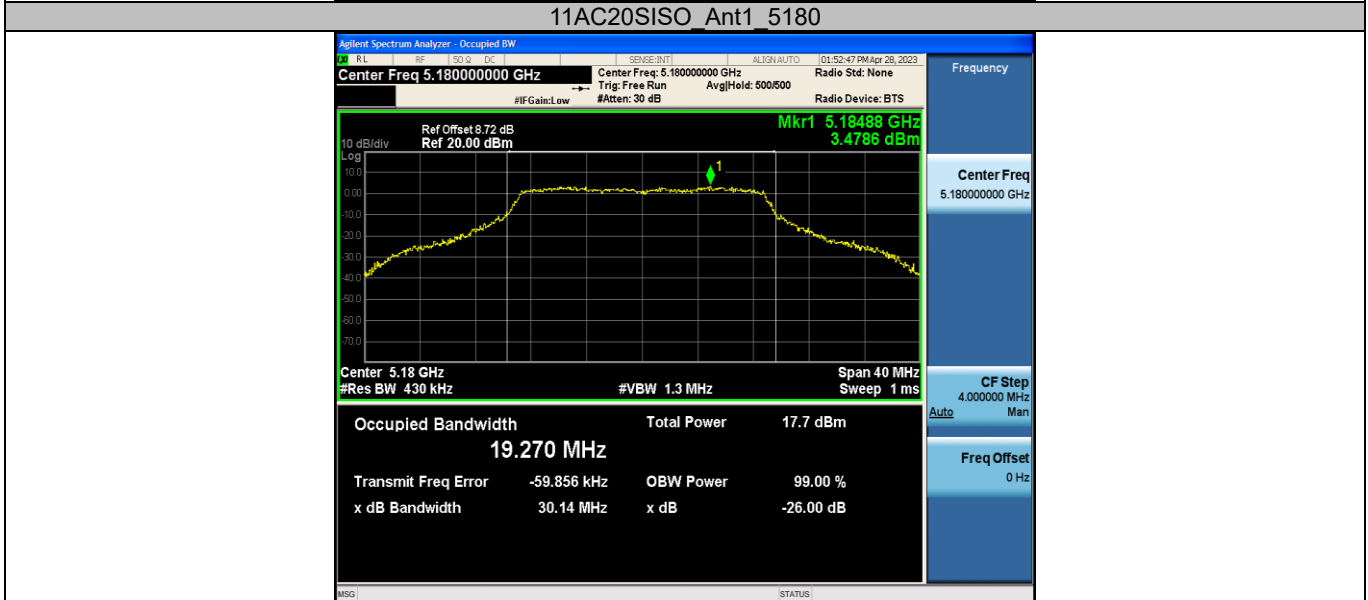 11AC20SISO_Ant1_5180
Agilent Spectrum Analyzer - Occupied BW
RL RF 50 Ω DC SENSE:INT ALIGNAUTO 01:52:47 PM Apr 28, 2023
Center Freq 5.180000000 GHz
Center Freq: 5.180000000 GHz Radio Std: None
Trig: Free Run Avg|Hold: 500/500
#IFGain:Low #Atten: 30 dB Radio Device: BTS
Frequency
Mkr1 5.18488 GHz
3.4786 dBm
Ref Offset 8.72 dB
10 dB/div Ref 20.00 dBm
Log
1
10.0
0.00
-10.0
-20.0
-30.0
-40.0
-50.0
-60.0
-70.0
Center 5.18 GHz Span 40 MHz
#Res BW 430 kHz #VBW 1.3 MHz Sweep 1 ms
Center Freq
5.180000000 GHz
CF Step
4.000000 MHz
Auto Man
Freq Offset
0 Hz
Occupied Bandwidth Total Power 17.7 dBm
19.270 MHz
Transmit Freq Error -59.856 kHz OBW Power 99.00 %
x dB Bandwidth 30.14 MHz x dB -26.00 dB
MSG STATUS